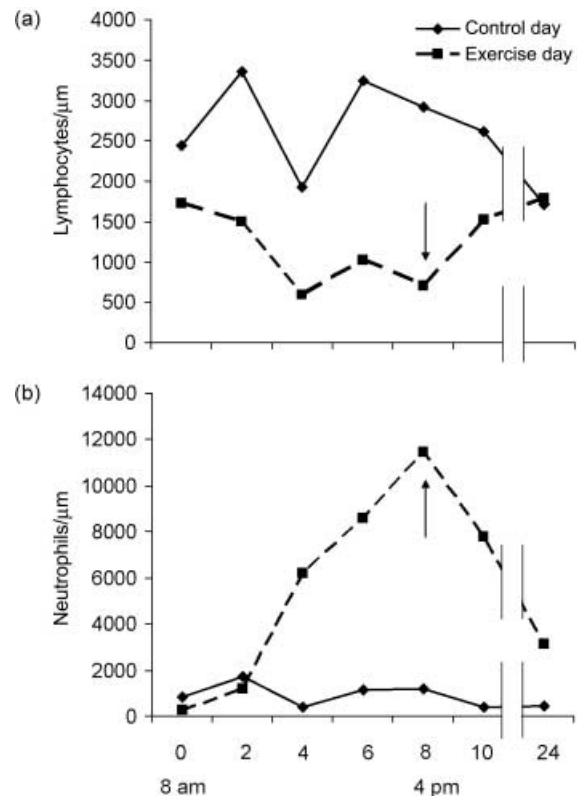 (a)
4000
3500
3000
2500
2000
1500
1000
500
0
Lymphocytes/μm
Control day
Exercise day
(b)
14000
12000
10000
8000
6000
4000
2000
0
Neutrophils/μm
0 2 4 6 8 10 24
8 am 4 pm